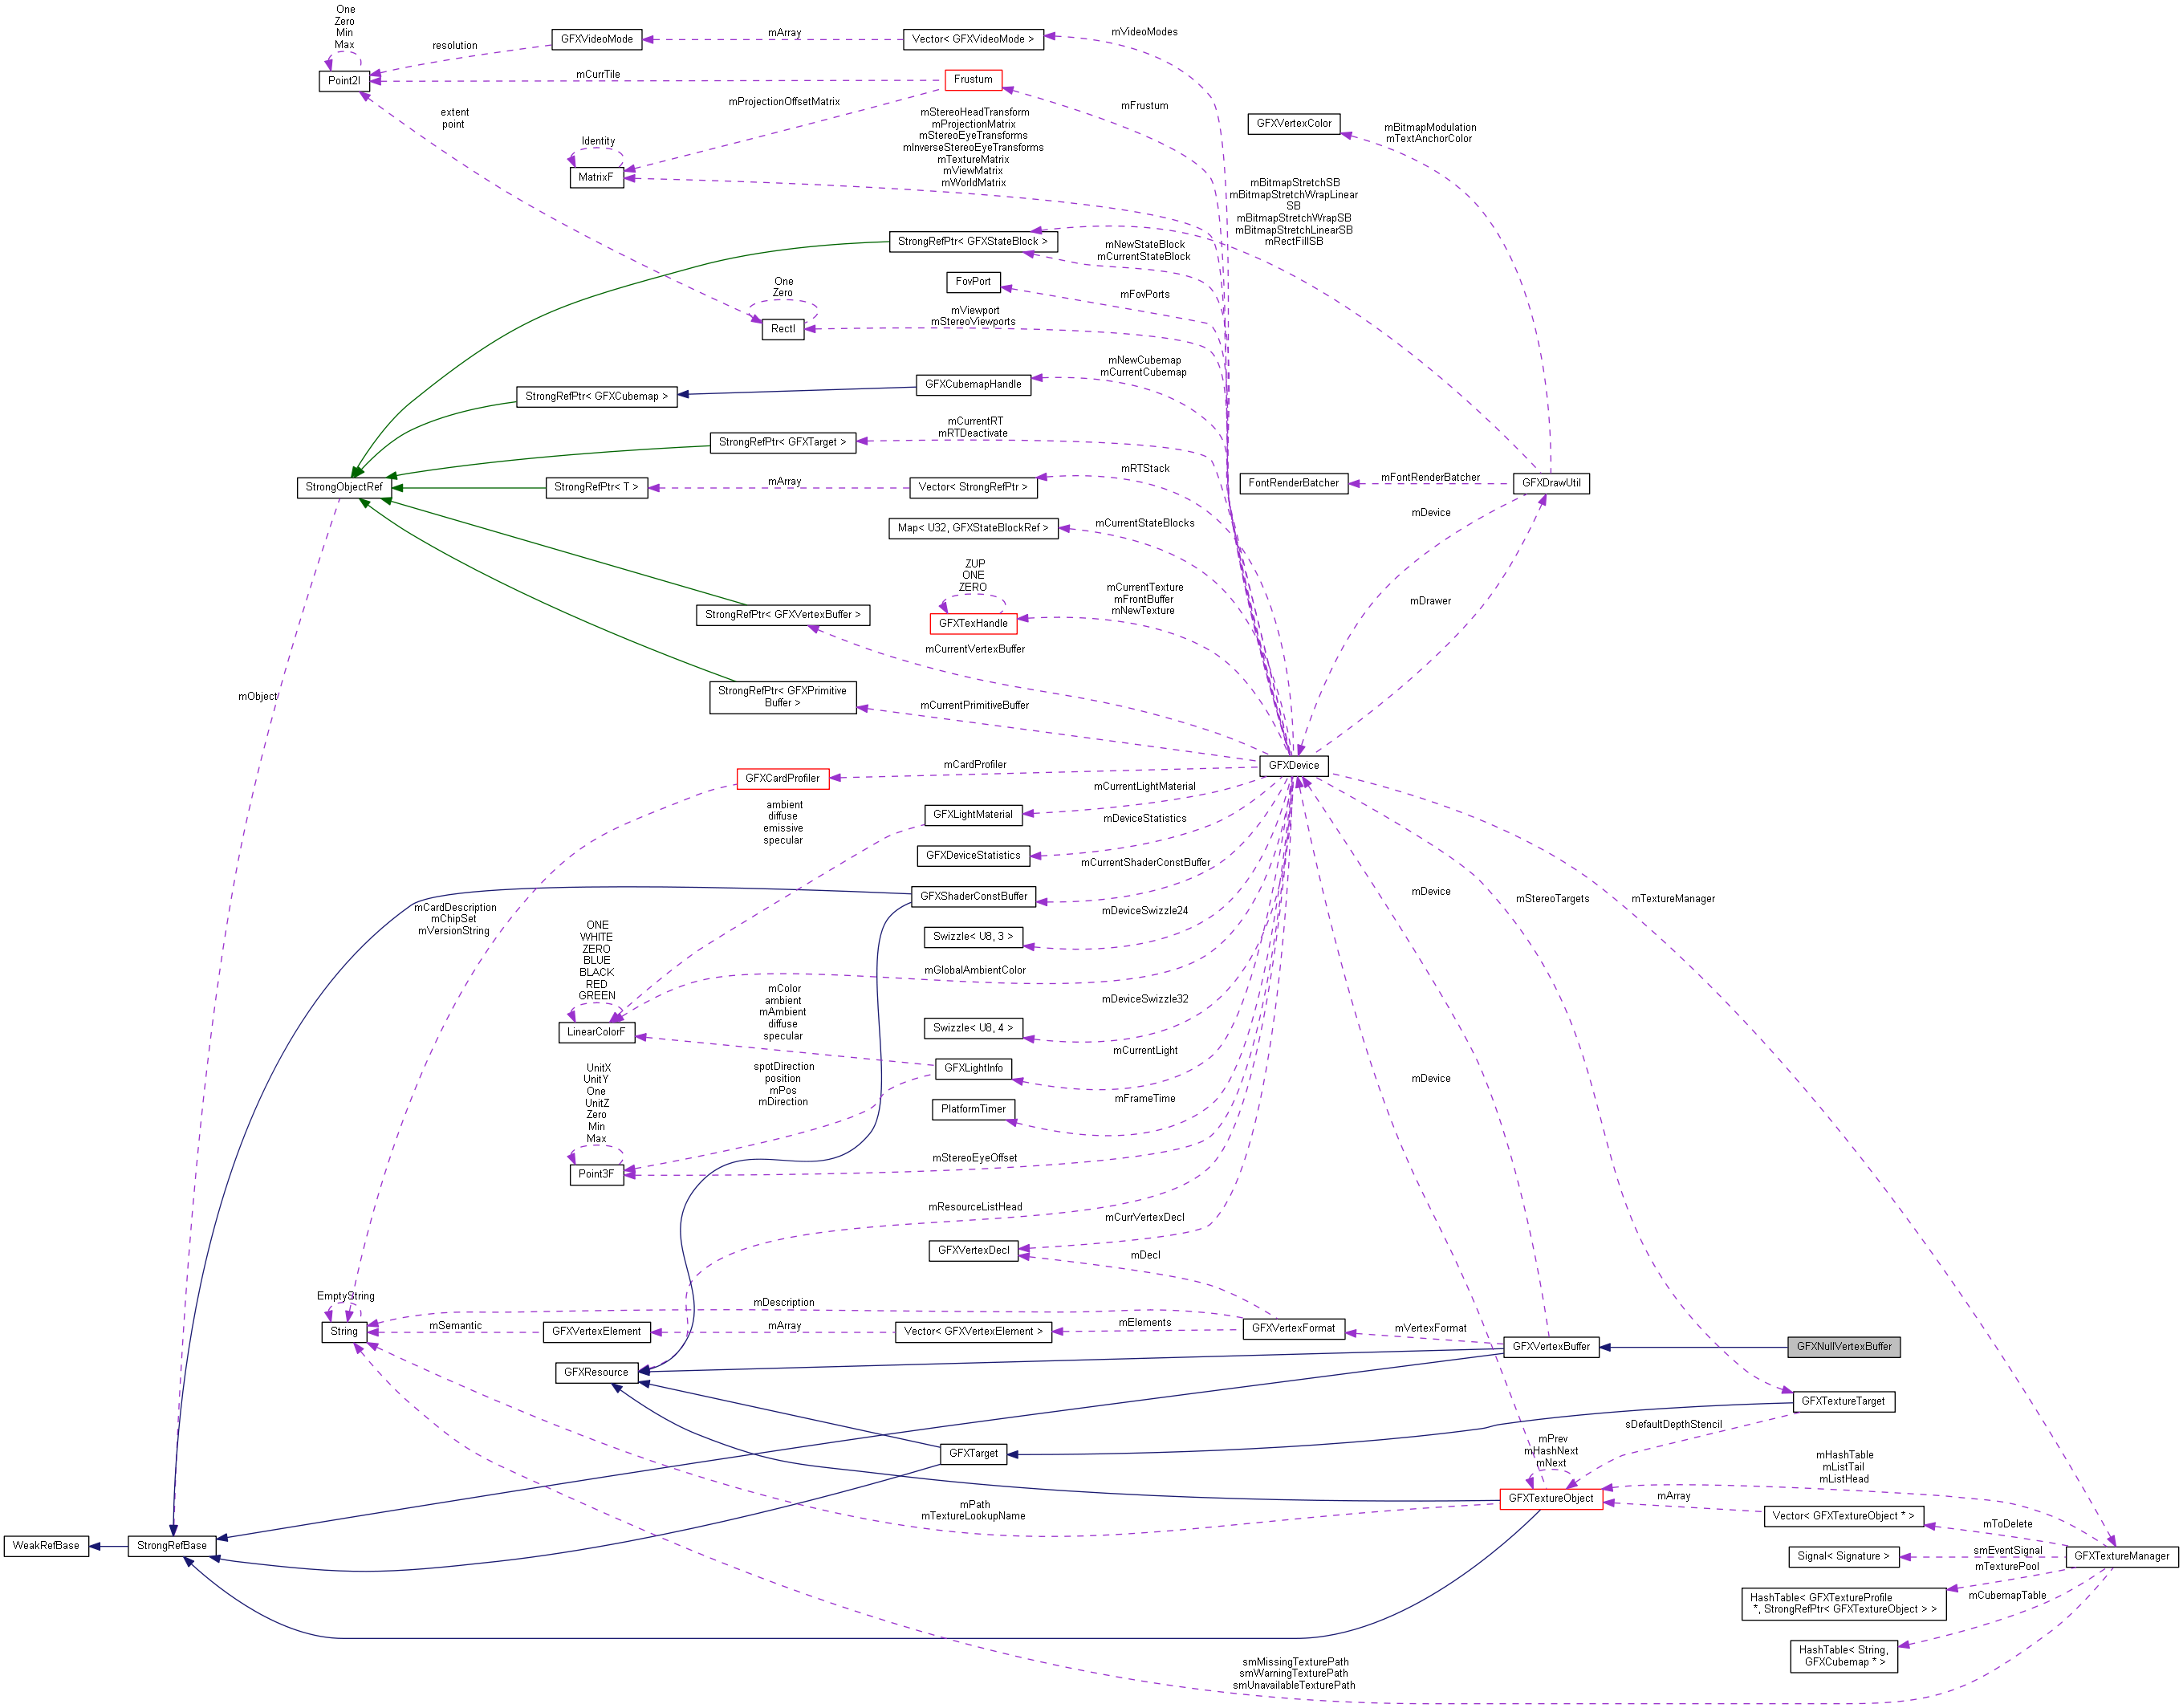 One
Zero
Min
Max
Point2I
resolution
GFXVideoMode
mArray
Vector< GFXVideoMode >
mVideoModes
mCurrTile
Frustum
mFrustum
mProjectionOffsetMatrix
extent
point
Identity
MatrixF
mStereoHeadTransform
mProjectionMatrix
mStereoEyeTransforms
mInverseStereoEyeTransforms
mTextureMatrix
mViewMatrix
mWorldMatrix
GFXVertexColor
mBitmapModulation
mTextAnchorColor
mBitmapStretchSB
mBitmapStretchWrapLinear
SB
mBitmapStretchWrapSB
mBitmapStretchLinearSB
mRectFillSB
StrongRefPtr< GFXStateBlock >
mNewStateBlock
mCurrentStateBlock
FovPort
mFovPorts
One
Zero
RectI
mViewport
mStereoViewports
StrongRefPtr< GFXCubemap >
GFXCubemapHandle
mNewCubemap
mCurrentCubemap
StrongRefPtr< GFXTarget >
mCurrentRT
mRTDeactivate
StrongObjectRef
StrongRefPtr< T >
mArray
Vector< StrongRefPtr >
mRTStack
FontRenderBatcher
mFontRenderBatcher
GFXDrawUtil
Map< U32, GFXStateBlockRef >
mCurrentStateBlocks
mDevice
ZUP
ONE
ZERO
GFXTexHandle
mCurrentTexture
mFrontBuffer
mNewTexture
mDrawer
StrongRefPtr< GFXVertexBuffer >
mCurrentVertexBuffer
StrongRefPtr< GFXPrimitive
Buffer >
mCurrentPrimitiveBuffer
mObject
GFXCardProfiler
mCardProfiler
GFXDevice
ambient
diffuse
emissive
specular
GFXLightMaterial
mCurrentLightMaterial
GFXDeviceStatistics
mDeviceStatistics
GFXShaderConstBuffer
mCurrentShaderConstBuffer
mCardDescription
mChipSet
mVersionString
Swizzle< U8, 3 >
mDeviceSwizzle24
mDevice
mStereoTargets
mTextureManager
ONE
WHITE
ZERO
BLUE
BLACK
RED
GREEN
LinearColorF
mGlobalAmbientColor
mColor
ambient
mAmbient
diffuse
specular
Swizzle< U8, 4 >
mDeviceSwizzle32
GFXLightInfo
mCurrentLight
mDevice
spotDirection
position
mPos
mDirection
PlatformTimer
mFrameTime
UnitX
UnitY
One
UnitZ
Zero
Min
Max
Point3F
mStereoEyeOffset
mResourceListHead
mCurrVertexDecl
GFXVertexDecl
mDecl
EmptyString
String
mDescription
mSemantic
GFXVertexElement
mArray
Vector< GFXVertexElement >
mElements
GFXVertexFormat
mVertexFormat
GFXVertexBuffer
GFXNullVertexBuffer
GFXResource
GFXTextureTarget
sDefaultDepthStencil
GFXTarget
mPrev
mHashNext
mNext
GFXTextureObject
mHashTable
mListTail
mListHead
mArray
Vector< GFXTextureObject * >
mToDelete
mPath
mTextureLookupName
WeakRefBase
StrongRefBase
Signal< Signature >
smEventSignal
GFXTextureManager
mTexturePool
HashTable< GFXTextureProfile
*, StrongRefPtr< GFXTextureObject > >
mCubemapTable
HashTable< String,
GFXCubemap * >
smMissingTexturePath
smWarningTexturePath
smUnavailableTexturePath